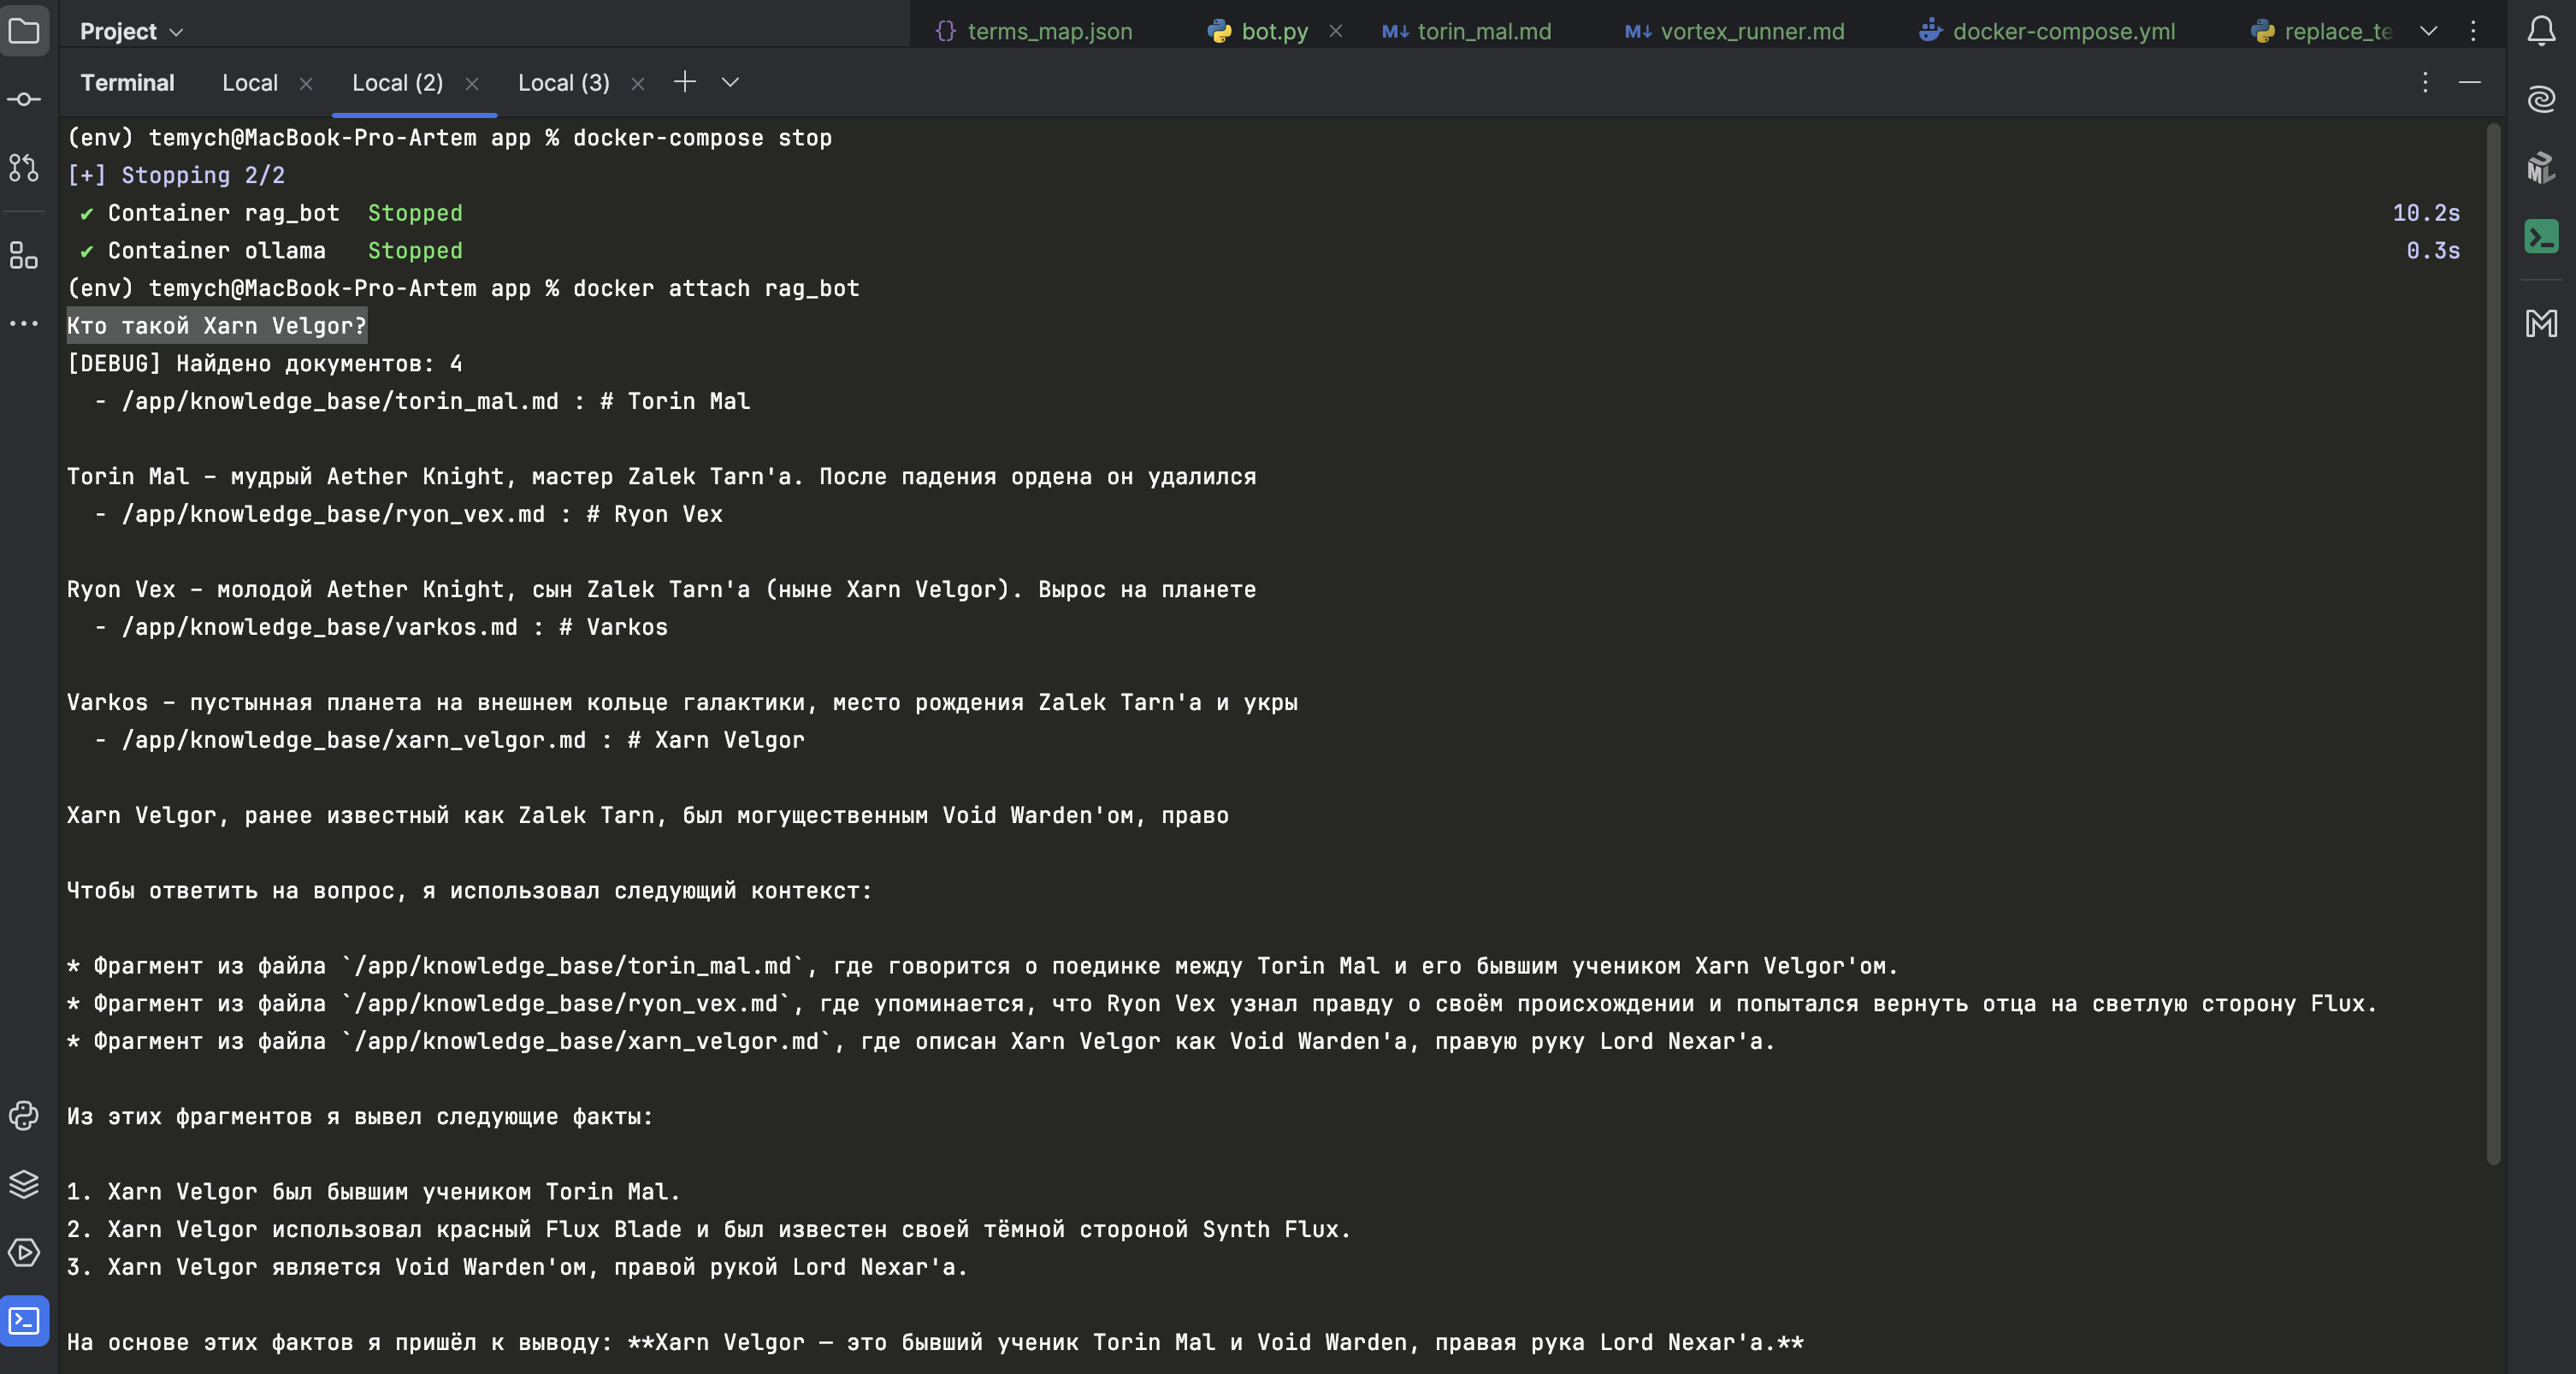 Project
terms_map.json
bot.py
M↓ torin_mal.md
M↓ vortex_runner.md
docker-compose.yml
replace_te
Terminal
Local
Local (2)
Local (3)
(env) temych@MacBook-Pro-Artem app % docker-compose stop
[+] Stopping 2/2
✔ Container rag_bot Stopped 10.2s
✔ Container ollama Stopped 0.3s
(env) temych@MacBook-Pro-Artem app % docker attach rag_bot
Кто такой Xarn Velgor?
[DEBUG] Найдено документов: 4
- /app/knowledge_base/torin_mal.md : # Torin Mal
Torin Mal – мудрый Aether Knight, мастер Zalek Tarn'а. После падения ордена он удалился
- /app/knowledge_base/ryon_vex.md : # Ryon Vex
Ryon Vex – молодой Aether Knight, сын Zalek Tarn'а (ныне Xarn Velgor). Вырос на планете
- /app/knowledge_base/varkos.md : # Varkos
Varkos – пустынная планета на внешнем кольце галактики, место рождения Zalek Tarn'а и укры
- /app/knowledge_base/xarn_velgor.md : # Xarn Velgor
Xarn Velgor, ранее известный как Zalek Tarn, был могущественным Void Warden'ом, право
Чтобы ответить на вопрос, я использовал следующий контекст:
* Фрагмент из файла `/app/knowledge_base/torin_mal.md`, где говорится о поединке между Torin Mal и его бывшим учеником Xarn Velgor'ом.
* Фрагмент из файла `/app/knowledge_base/ryon_vex.md`, где упоминается, что Ryon Vex узнал правду о своём происхождении и попытался вернуть отца на светлую сторону Flux.
* Фрагмент из файла `/app/knowledge_base/xarn_velgor.md`, где описан Xarn Velgor как Void Warden'а, правую руку Lord Nexar'а.
Из этих фрагментов я вывел следующие факты:
1. Xarn Velgor был бывшим учеником Torin Mal.
2. Xarn Velgor использовал красный Flux Blade и был известен своей тёмной стороной Synth Flux.
3. Xarn Velgor является Void Warden'ом, правой рукой Lord Nexar'а.
На основе этих фактов я пришёл к выводу: **Xarn Velgor — это бывший ученик Torin Mal и Void Warden, правая рука Lord Nexar'а.**